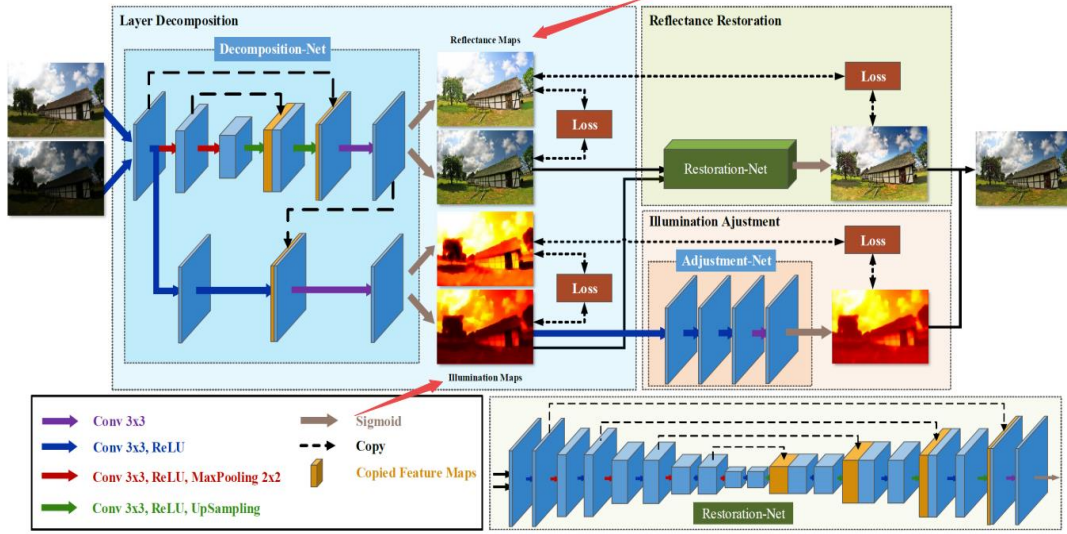 Layer Decomposition
Decomposition-Net
Reflectance Maps
Loss
Loss
Illumination Maps
Reflectance Restoration
Loss
Restoration-Net
Illumination Ajustment
Loss
Adjustment-Net
Conv 3x3
Conv 3x3, ReLU
Conv 3x3, ReLU, MaxPooling 2x2
Conv 3x3, ReLU, UpSampling
Sigmoid
Copy
Copied Feature Maps
Restoration-Net